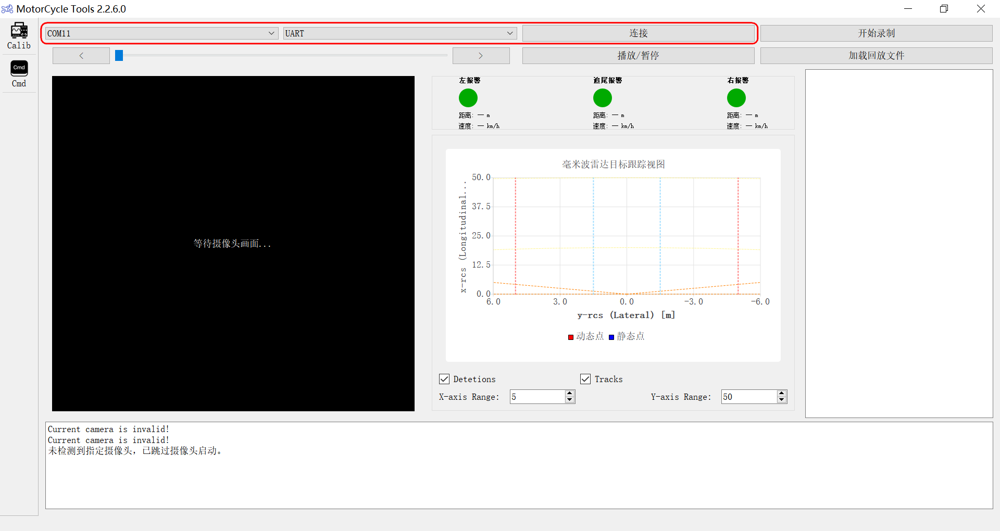 MotorCycle Tools 2.2.6.0
Calib
Cmd
Cmd
COM11
UART
连接
开始录制
<
>
播放/暂停
加载回放文件
等待摄像头画面...
左报警
距离: — m
速度: — km/h
追尾报警
距离: — m
速度: — km/h
右报警
距离: — m
速度: — km/h
毫米波雷达目标跟踪视图
x-rcs (Longitudinal...
50.0
37.5
25.0
12.5
0.0
6.0 3.0 0.0 -3.0 -6.0
y-rcs (Lateral) [m]
动态点 静态点
Detetions
Tracks
X-axis Range: 5
Y-axis Range: 50
Current camera is invalid!
Current camera is invalid!
未检测到指定摄像头，已跳过摄像头启动。